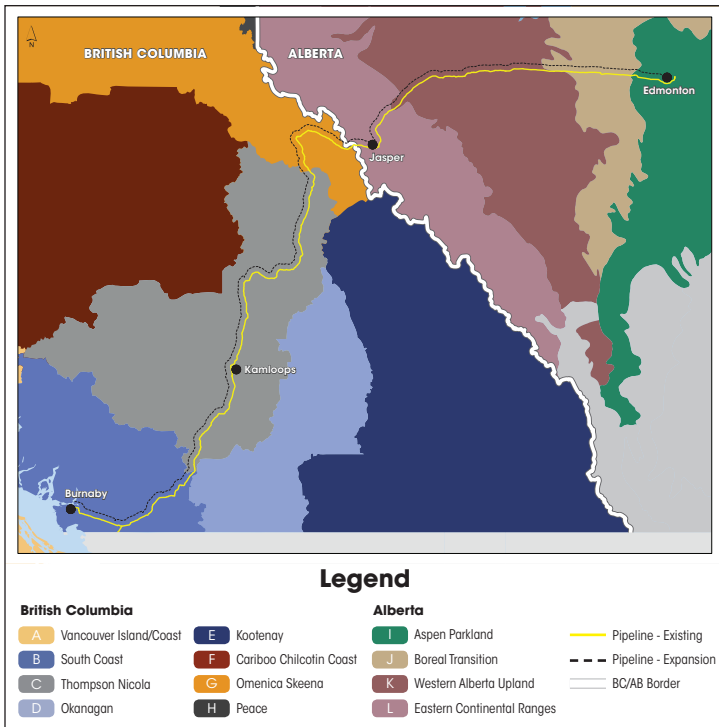 N
BRITISH COLUMBIA
ALBERTA
Edmonton
Jasper
Kamloops
Burnaby
Legend
British Columbia
A Vancouver Island/Coast
B South Coast
C Thompson Nicola
D Okanagan
E Kootenay
F Cariboo Chilcotin Coast
G Omenica Skeena
H Peace
Alberta
I Aspen Parkland
J Boreal Transition
K Western Alberta Upland
L Eastern Continental Ranges
Pipeline - Existing
Pipeline - Expansion
BC/AB Border